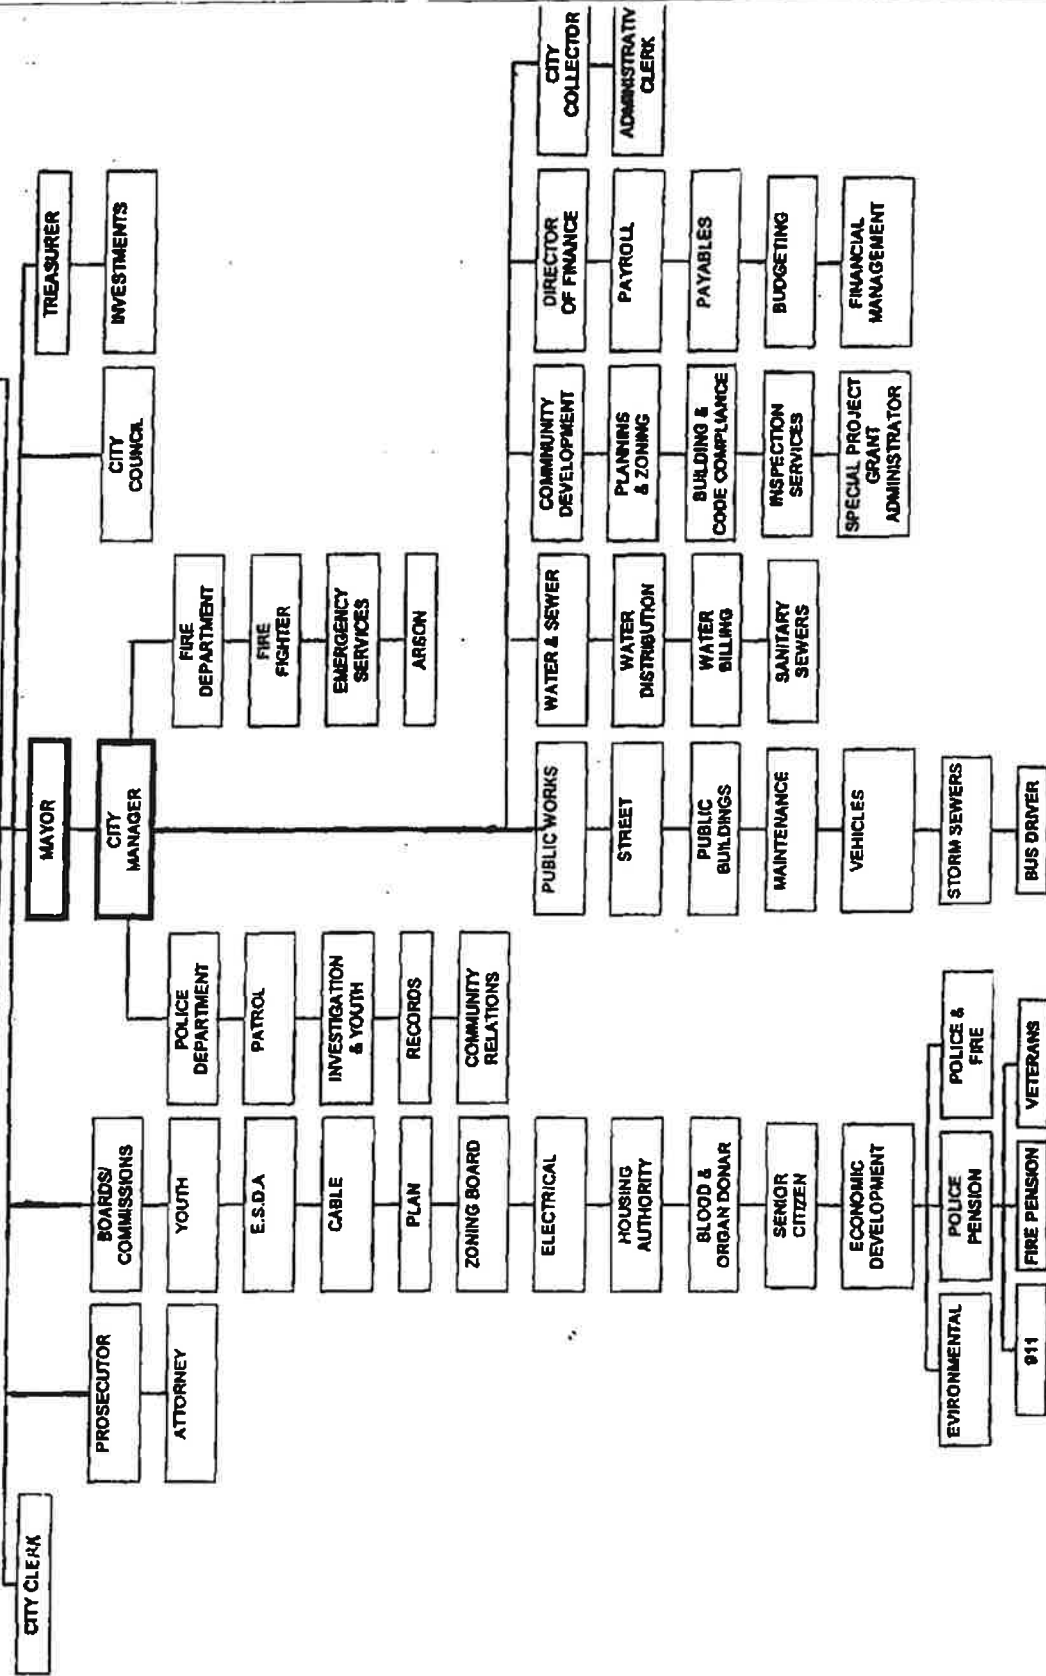 CITY CLERK
PROSECUTOR
ATTORNEY
BOARDS/
COMMISSIONS
YOUTH
E.S.D.A
CABLE
PLAN
ZONING BOARD
ELECTRICAL
HOUSING
AUTHORITY
BLOOD &
ORGAN DONAR
SENIOR
CITIZEN
ECONOMIC
DEVELOPMENT
EVIRONMENTAL
POLICE
PENSION
POLICE &
FIRE
911
FIRE PENSION
VETERANS
MAYOR
CITY
MANAGER
POLICE
DEPARTMENT
PATROL
INVESTIGATION
& YOUTH
RECORDS
COMMUNITY
RELATIONS
FIRE
DEPARTMENT
FIRE
FIGHTER
EMERGENCY
SERVICES
ARSON
CITY
COUNCIL
TREASURER
INVESTMENTS
PUBLIC WORKS
STREET
PUBLIC
BUILDINGS
MAINTENANCE
VEHICLES
STORM SEWERS
BUS DRIVER
WATER & SEWER
WATER
DISTRIBUTION
WATER
BILLING
SANITARY
SEWERS
COMMUNITY
DEVELOPMENT
PLANNINS
& ZONING
BUILDING &
CODE COMPLIANCE
INSPECTION
SERVICES
SPECIAL PROJECT
GRANT
ADMINISTRATOR
DIRECTOR
OF FINANCE
PAYROLL
PAYABLES
BUDGETING
FINANCIAL
MANAGEMENT
CITY
COLLECTOR
ADMINISTRATIV
CLERK